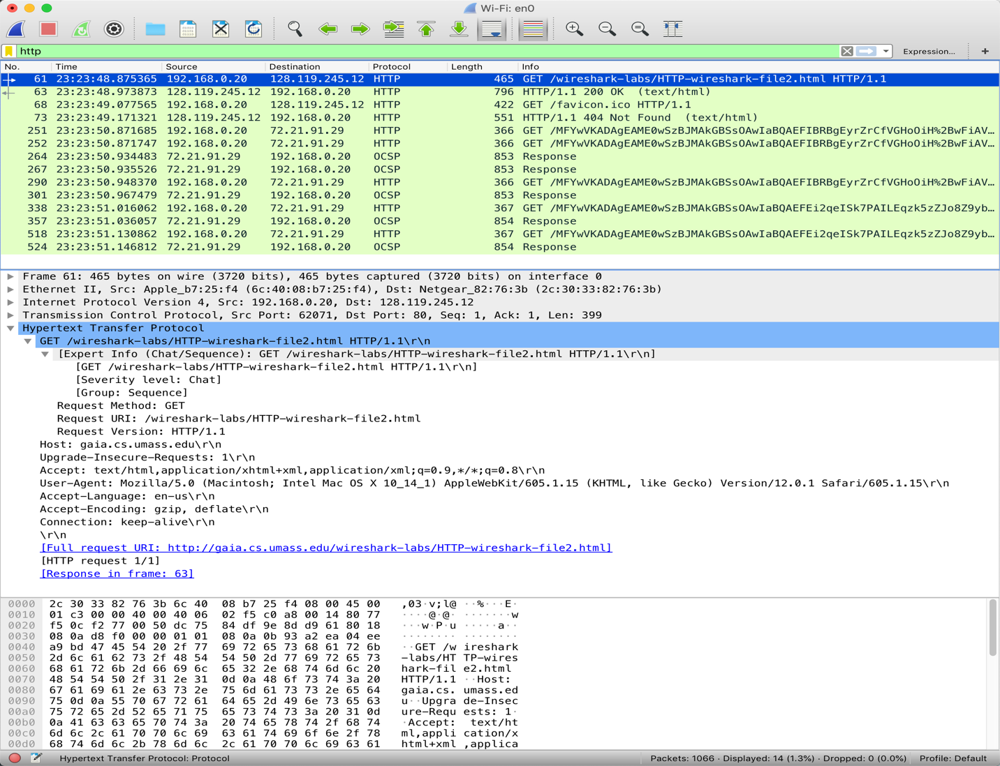 Wi-Fi: en0
http
Expression...
+
No. Time Source Destination Protocol Length Info
61 23:23:48.875365 192.168.0.20 128.119.245.12 HTTP 465 GET /wireshark-labs/HTTP-wireshark-file2.html HTTP/1.1
63 23:23:48.973873 128.119.245.12 192.168.0.20 HTTP 796 HTTP/1.1 200 OK (text/html)
68 23:23:49.077565 192.168.0.20 128.119.245.12 HTTP 422 GET /favicon.ico HTTP/1.1
73 23:23:49.171321 128.119.245.12 192.168.0.20 HTTP 551 HTTP/1.1 404 Not Found (text/html)
251 23:23:50.871685 192.168.0.20 72.21.91.29 HTTP 366 GET /MFYwVKADAgEAME0wSzBJMAkGBSsOAwIaBQAEFIBRBgEyrZrCfVGHoOiH%2BwFiAV…
252 23:23:50.871747 192.168.0.20 72.21.91.29 HTTP 366 GET /MFYwVKADAgEAME0wSzBJMAkGBSsOAwIaBQAEFIBRBgEyrZrCfVGHoOiH%2BwFiAV…
264 23:23:50.934483 72.21.91.29 192.168.0.20 OCSP 853 Response
267 23:23:50.935526 72.21.91.29 192.168.0.20 OCSP 853 Response
290 23:23:50.948370 192.168.0.20 72.21.91.29 HTTP 366 GET /MFYwVKADAgEAME0wSzBJMAkGBSsOAwIaBQAEFIBRBgEyrZrCfVGHoOiH%2BwFiAV…
301 23:23:50.967479 72.21.91.29 192.168.0.20 OCSP 853 Response
338 23:23:51.016062 192.168.0.20 72.21.91.29 HTTP 367 GET /MFYwVKADAgEAME0wSzBJMAkGBSsOAwIaBQAEFEi2qeISk7PAILEqzk5zZJo8Z9yb…
357 23:23:51.036057 72.21.91.29 192.168.0.20 OCSP 854 Response
518 23:23:51.130862 192.168.0.20 72.21.91.29 HTTP 367 GET /MFYwVKADAgEAME0wSzBJMAkGBSsOAwIaBQAEFEi2qeISk7PAILEqzk5zZJo8Z9yb…
524 23:23:51.146812 72.21.91.29 192.168.0.20 OCSP 854 Response
Frame 61: 465 bytes on wire (3720 bits), 465 bytes captured (3720 bits) on interface 0
Ethernet II, Src: Apple_b7:25:f4 (6c:40:08:b7:25:f4), Dst: Netgear_82:76:3b (2c:30:33:82:76:3b)
Internet Protocol Version 4, Src: 192.168.0.20, Dst: 128.119.245.12
Transmission Control Protocol, Src Port: 62071, Dst Port: 80, Seq: 1, Ack: 1, Len: 399
Hypertext Transfer Protocol
GET /wireshark-labs/HTTP-wireshark-file2.html HTTP/1.1\r\n
[Expert Info (Chat/Sequence): GET /wireshark-labs/HTTP-wireshark-file2.html HTTP/1.1\r\n]
[GET /wireshark-labs/HTTP-wireshark-file2.html HTTP/1.1\r\n]
[Severity level: Chat]
[Group: Sequence]
Request Method: GET
Request URI: /wireshark-labs/HTTP-wireshark-file2.html
Request Version: HTTP/1.1
Host: gaia.cs.umass.edu\r\n
Upgrade-Insecure-Requests: 1\r\n
Accept: text/html,application/xhtml+xml,application/xml;q=0.9,*/*;q=0.8\r\n
User-Agent: Mozilla/5.0 (Macintosh; Intel Mac OS X 10_14_1) AppleWebKit/605.1.15 (KHTML, like Gecko) Version/12.0.1 Safari/605.1.15\r\n
Accept-Language: en-us\r\n
Accept-Encoding: gzip, deflate\r\n
Connection: keep-alive\r\n
\r\n
[Full request URI: http://gaia.cs.umass.edu/wireshark-labs/HTTP-wireshark-file2.html]
[HTTP request 1/1]
[Response in frame: 63]
0000 2c 30 33 82 76 3b 6c 40 08 b7 25 f4 08 00 45 00 ,03·v;l@ ··%···E·
0010 01 c3 00 00 40 00 40 06 02 f5 c0 a8 00 14 80 77 ····@·@· ·······w
0020 f5 0c f2 77 00 50 dc 75 84 df 9e 8d d9 61 80 18 ···w·P·u ·····a··
0030 08 0a d8 f0 00 00 01 01 08 0a 0b 93 a2 ea 04 ee ········ ········
0040 a9 bd 47 45 54 20 2f 77 69 72 65 73 68 61 72 6b ··GET /w ireshark
0050 2d 6c 61 62 73 2f 48 54 54 50 2d 77 69 72 65 73 -labs/HT TP-wires
0060 68 61 72 6b 2d 66 69 6c 65 32 2e 68 74 6d 6c 20 hark-fil e2.html
0070 48 54 54 50 2f 31 2e 31 0d 0a 48 6f 73 74 3a 20 HTTP/1.1 ··Host:
0080 67 61 69 61 2e 63 73 2e 75 6d 61 73 73 2e 65 64 gaia.cs. umass.ed
0090 75 0d 0a 55 70 67 72 61 64 65 2d 49 6e 73 65 63 u··Upgra de-Insec
00a0 75 72 65 2d 52 65 71 75 65 73 74 73 3a 20 31 0d ure-Requ ests: 1·
00b0 0a 41 63 63 65 70 74 3a 20 74 65 78 74 2f 68 74 ·Accept: text/ht
00c0 6d 6c 2c 61 70 70 6c 69 63 61 74 69 6f 6e 2f 78 ml,appli cation/x
00d0 68 74 6d 6c 2b 78 6d 6c 2c 61 70 70 6c 69 63 61 html+xml ,applica
Hypertext Transfer Protocol: Protocol
Packets: 1066 · Displayed: 14 (1.3%) · Dropped: 0 (0.0%)
Profile: Default